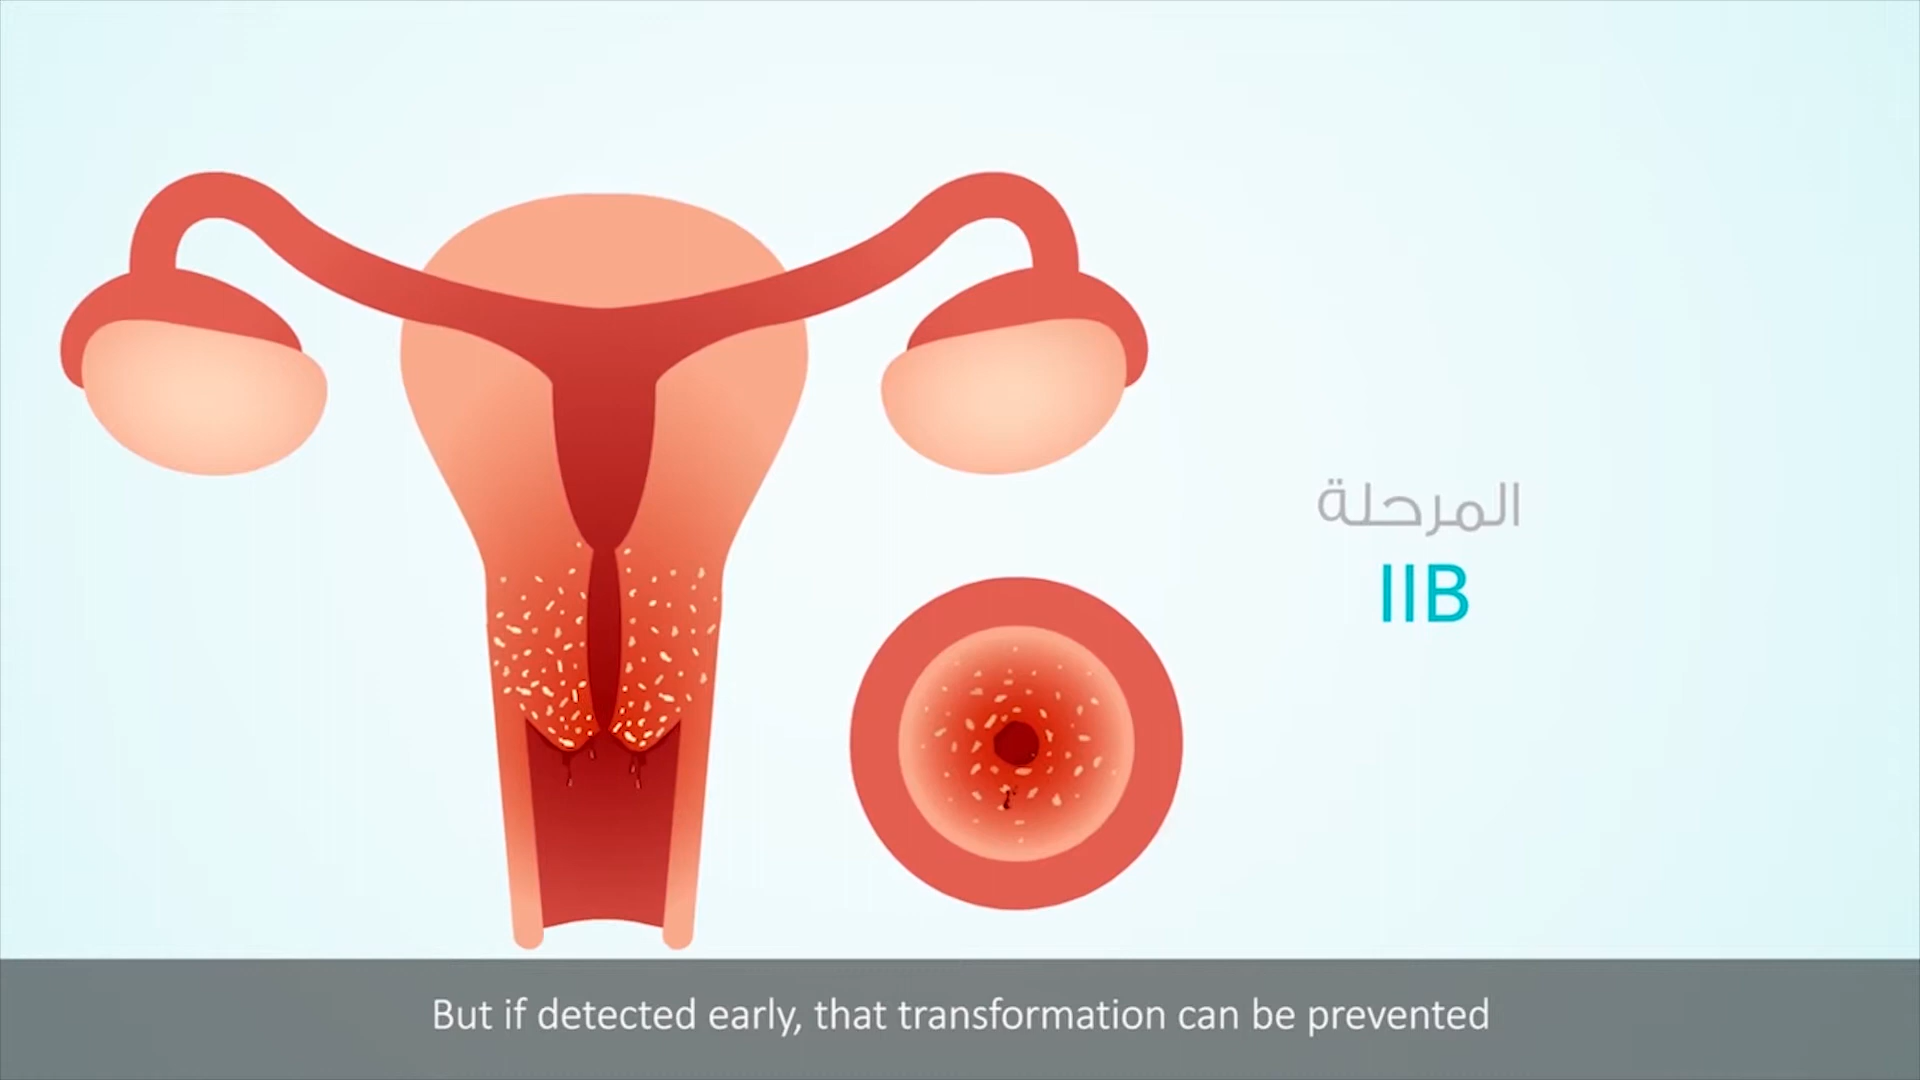 المرحلة
IIB
But if detected early, that transformation can be prevented